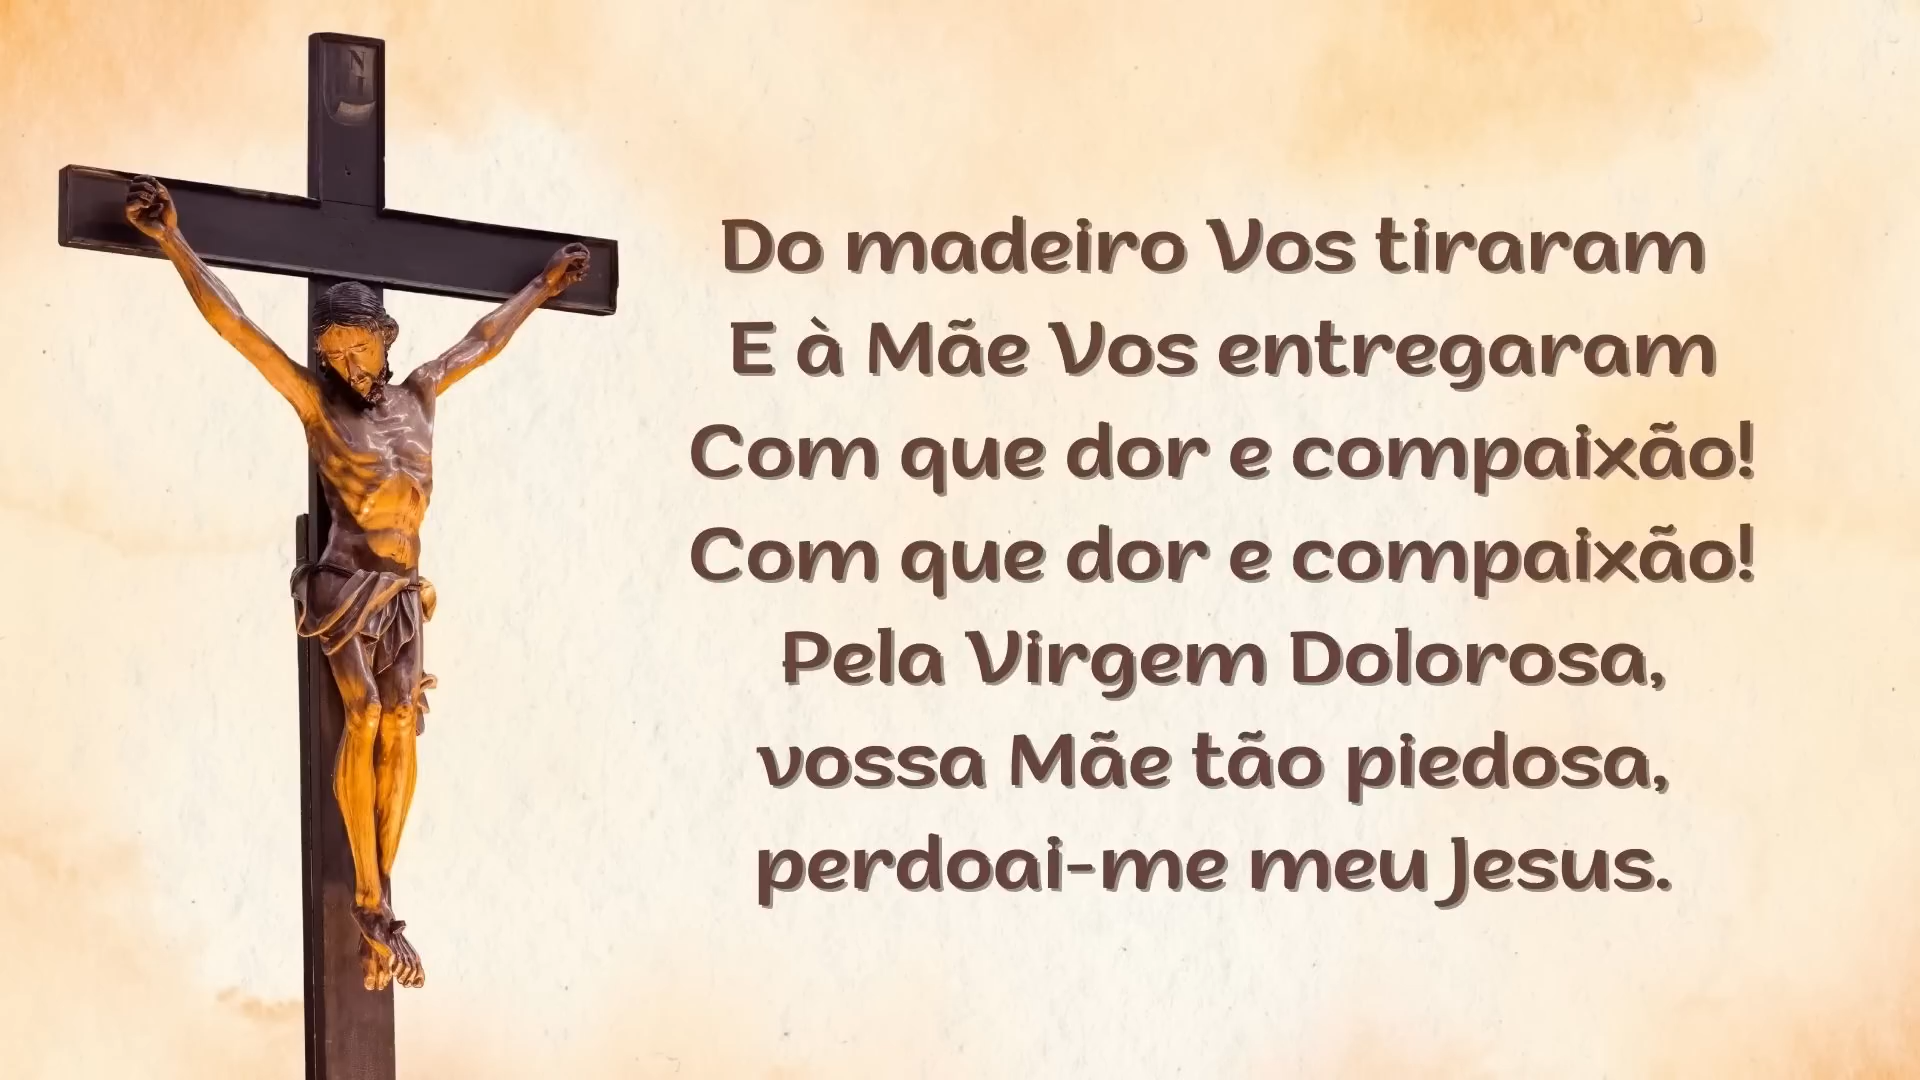 Do madeiro Vos tiraram
E à Mãe Vos entregaram
Com que dor e compaixão!
Com que dor e compaixão!
Pela Virgem Dolorosa,
vossa Mãe tão piedosa,
perdoai-me meu Jesus.